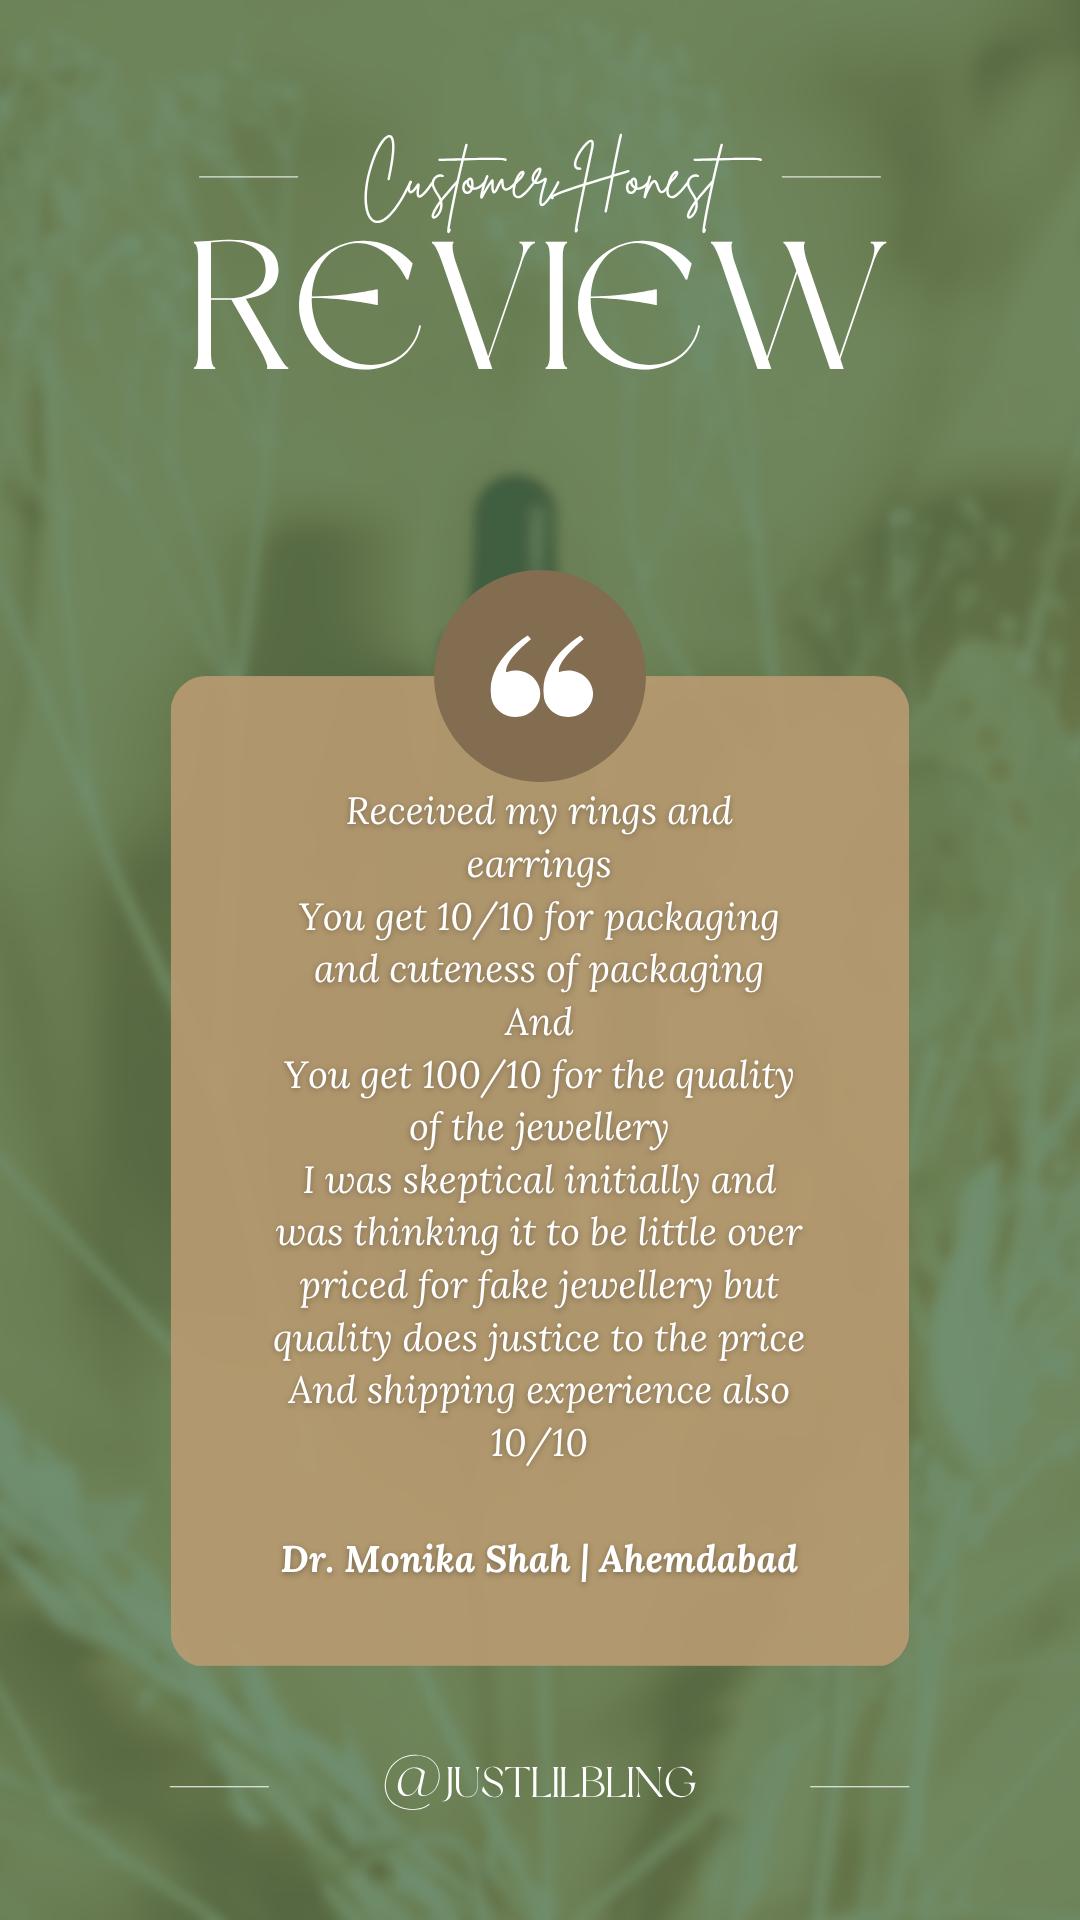 Customer Honest
REVIEW
“
Received my rings and
earrings
You get 10/10 for packaging
and cuteness of packaging
And
You get 100/10 for the quality
of the jewellery
I was skeptical initially and
was thinking it to be little over
priced for fake jewellery but
quality does justice to the price
And shipping experience also
10/10
Dr. Monika Shah | Ahemdabad
@JUSTLILBLING